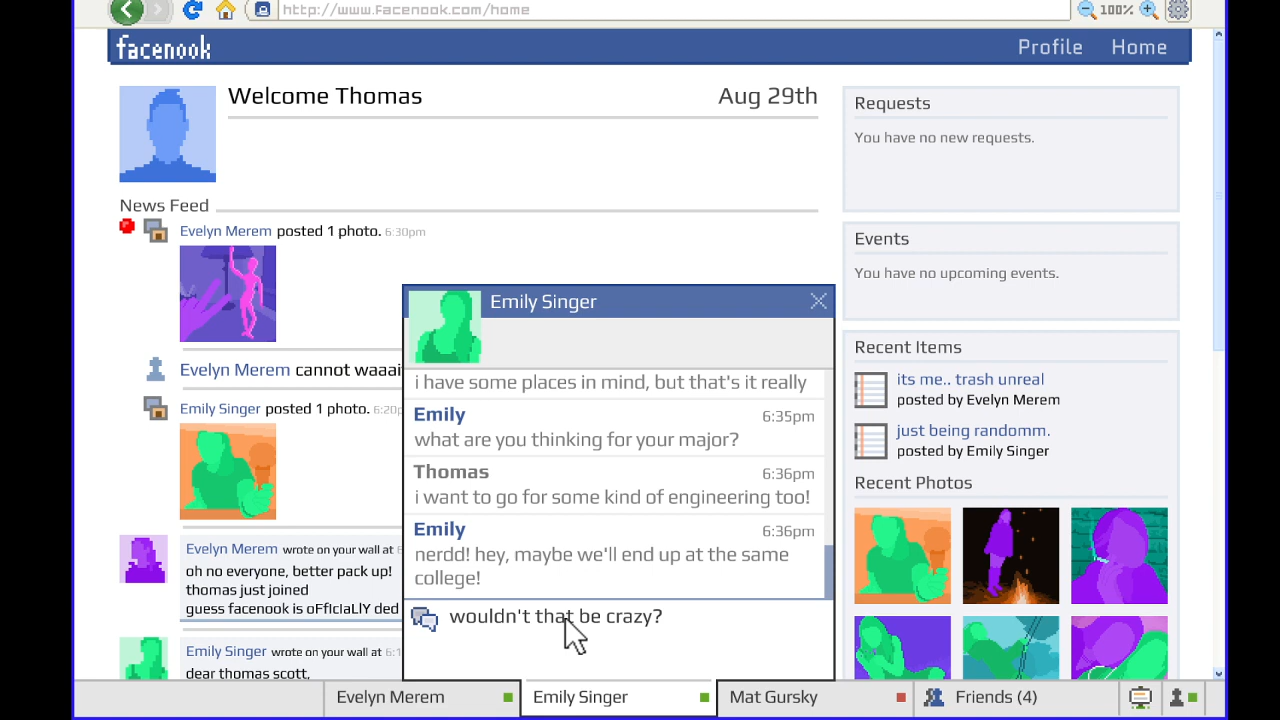 http://www.facenook.com/home
100%
facenook
Profile
Home
Welcome Thomas
Aug 29th
News Feed
Evelyn Merem posted 1 photo. 6:30pm
Evelyn Merem cannot
Emily Singer posted 1 photo.
Evelyn Merem wrote on your wall at
oh no everyone, better pack up!
thomas just joined
guess facenook is oFfIcIaLlY ded
Emily Singer wrote on your wall at
dear thomas scott,
Emily Singer
i have some places in mind, but that's it really
Emily 6:35pm
what are you thinking for your major?
Thomas 6:36pm
i want to go for some kind of engineering too!
Emily 6:36pm
nerdd! hey, maybe we'll end up at the same
college!
wouldn't that be crazy?
Requests
You have no new requests.
Events
You have no upcoming events.
Recent Items
its me.. trash unreal
posted by Evelyn Merem
just being randomm.
posted by Emily Singer
Recent Photos
Evelyn Merem
Emily Singer
Mat Gursky
Friends (4)